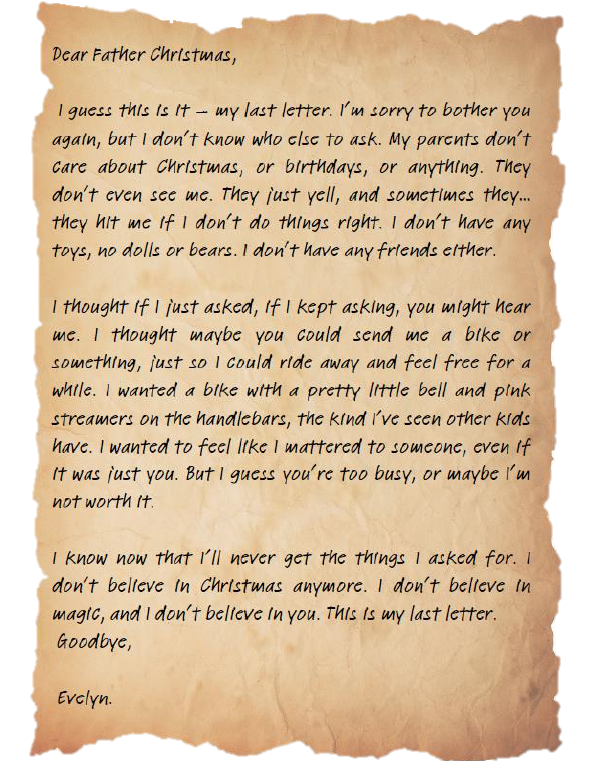 Dear Father Christmas,
I guess this is it – my last letter. I'm sorry to bother you
again, but I don't know who else to ask. My parents don't
care about Christmas, or birthdays, or anything. They
don't even see me. They just yell, and sometimes they...
they hit me if I don't do things right. I don't have any
toys, no dolls or bears. I don't have any friends either.
I thought if I just asked, if I kept asking, you might hear
me. I thought maybe you could send me a bike or
something, just so I could ride away and feel free for a
while. I wanted a bike with a pretty little bell and pink
streamers on the handlebars, the kind I've seen other kids
have. I wanted to feel like I mattered to someone, even if
it was just you. But I guess you're too busy, or maybe I'm
not worth it.
I know now that I'll never get the things I asked for. I
don't believe in Christmas anymore. I don't believe in
magic, and I don't believe in you. This is my last letter.
Goodbye,
Evelyn.